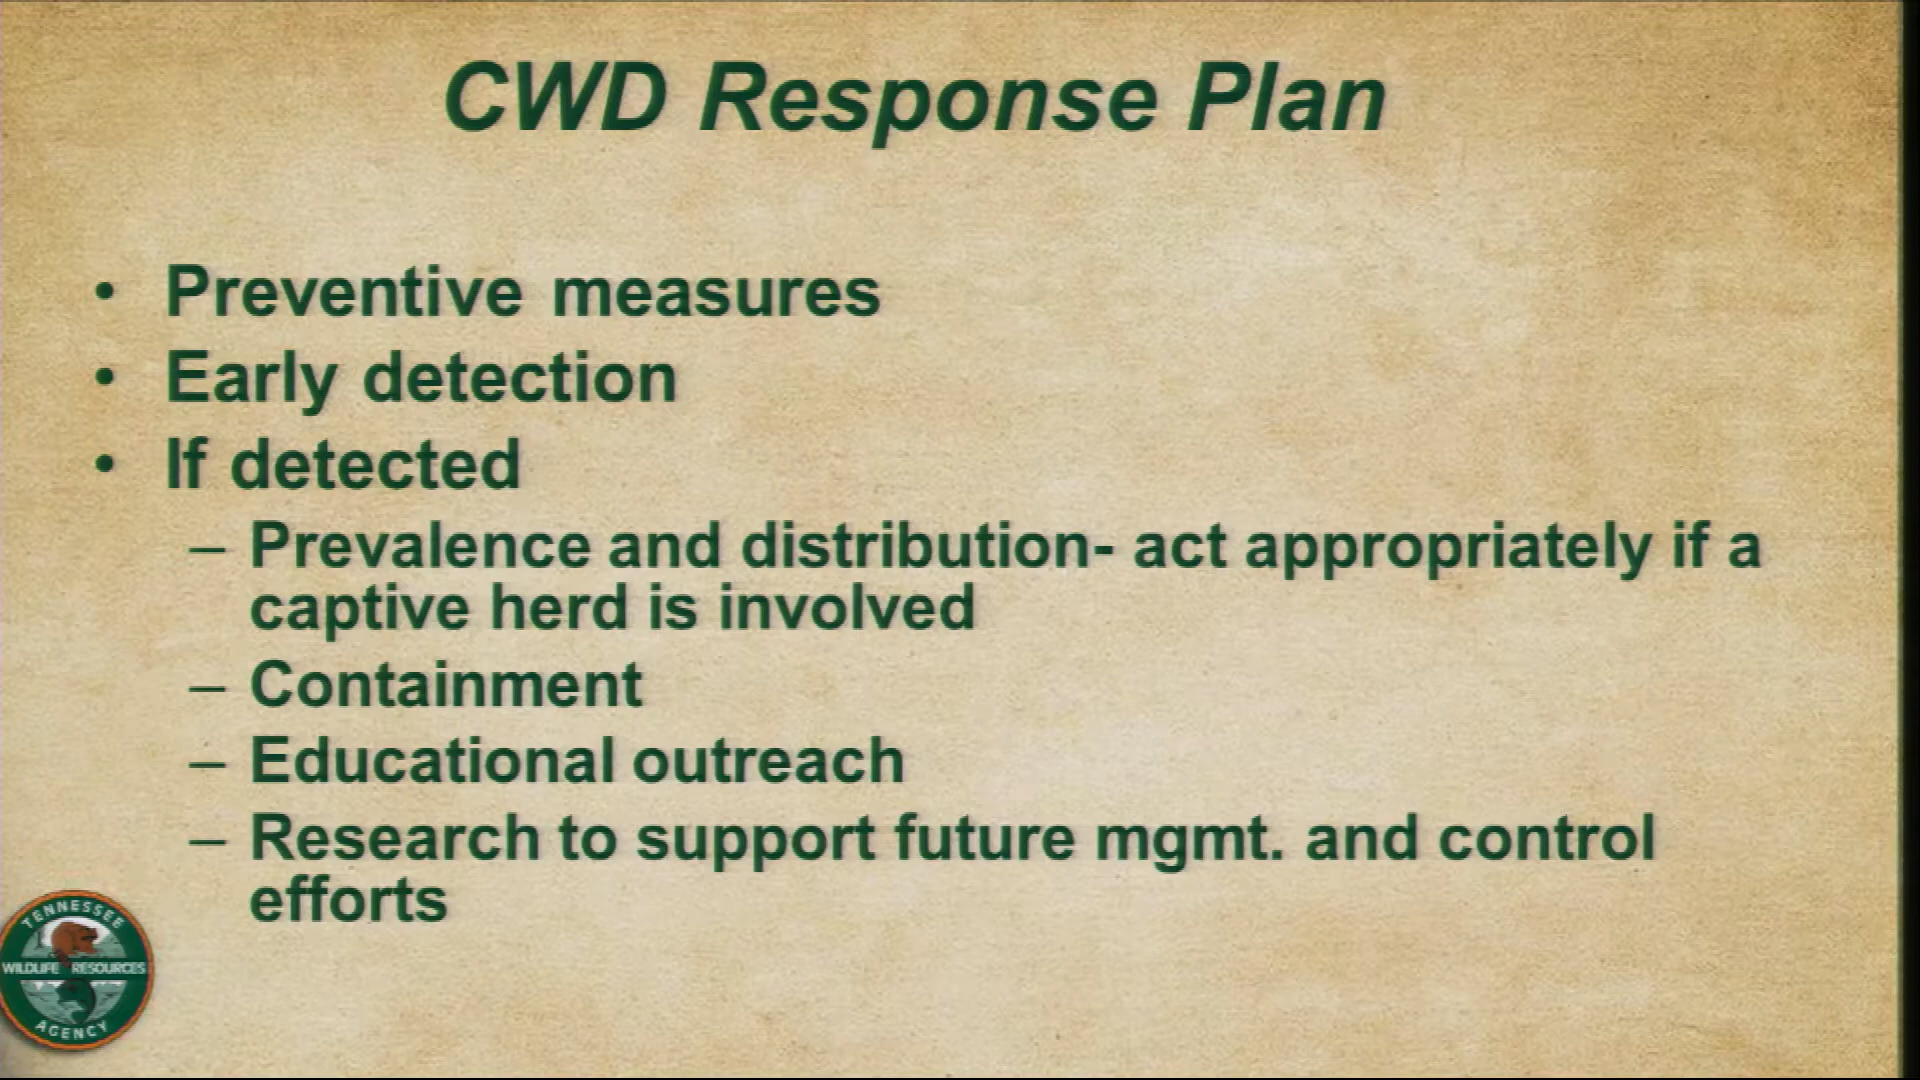 CWD Response Plan
• Preventive measures
• Early detection
• If detected
– Prevalence and distribution- act appropriately if a
captive herd is involved
– Containment
– Educational outreach
– Research to support future mgmt. and control
efforts
TENNESSEE
WILDLIFE RESOURCES
AGENCY